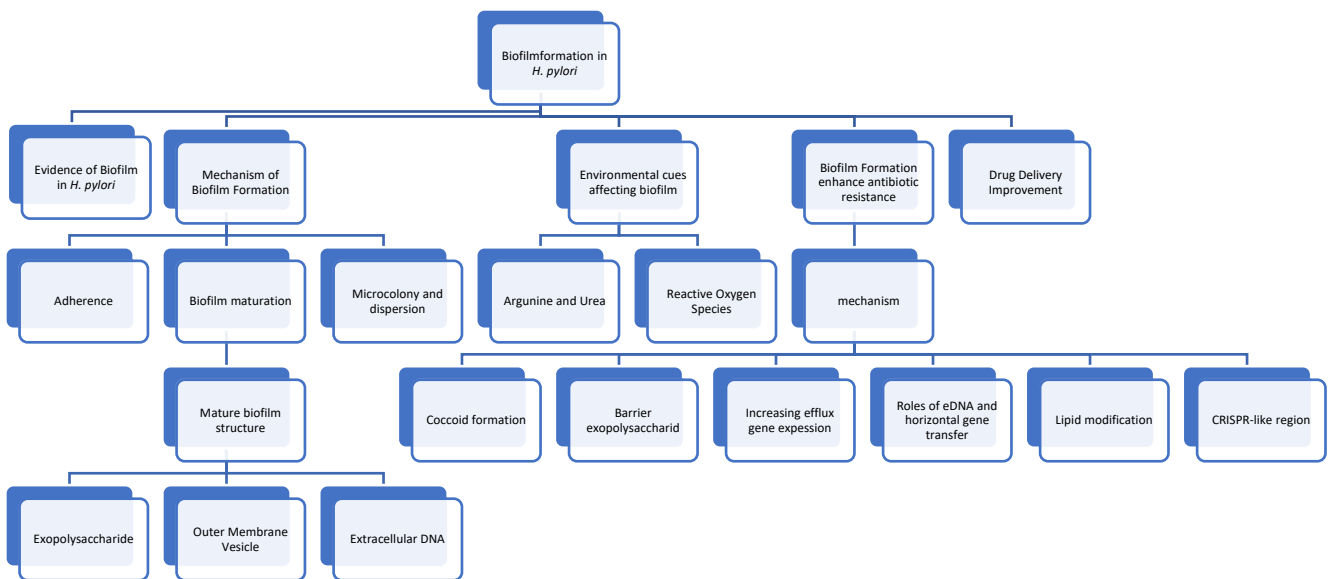 Biofilmformation in
H. pylori
Evidence of Biofilm
in H. pylori
Mechanism of
Biofilm Formation
Environmental cues
affecting biofilm
Biofilm Formation
enhance antibiotic
resistance
Drug Delivery
Improvement
Adherence
Biofilm maturation
Microcolony and
dispersion
Argunine and Urea
Reactive Oxygen
Species
mechanism
Mature biofilm
structure
Coccoid formation
Barrier
exopolysaccharid
Increasing efflux
gene expession
Roles of eDNA and
horizontal gene
transfer
Lipid modification
CRISPR-like region
Exopolysaccharide
Outer Membrane
Vesicle
Extracellular DNA